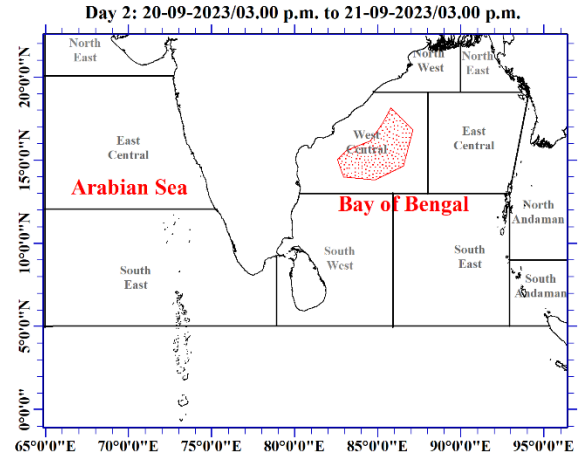 Day 2: 20-09-2023/03.00 p.m. to 21-09-2023/03.00 p.m.
North
East
North
West
North
East
East
Central
West
Central
East
Central
Arabian Sea
Bay of Bengal
North
Andaman
South
East
South
West
South
East
South
Andaman
20°0'0"N
15°0'0"N
10°0'0"N
5°0'0"N
0°0'0"
65°0'0"E 70°0'0"E 75°0'0"E 80°0'0"E 85°0'0"E 90°0'0"E 95°0'0"E